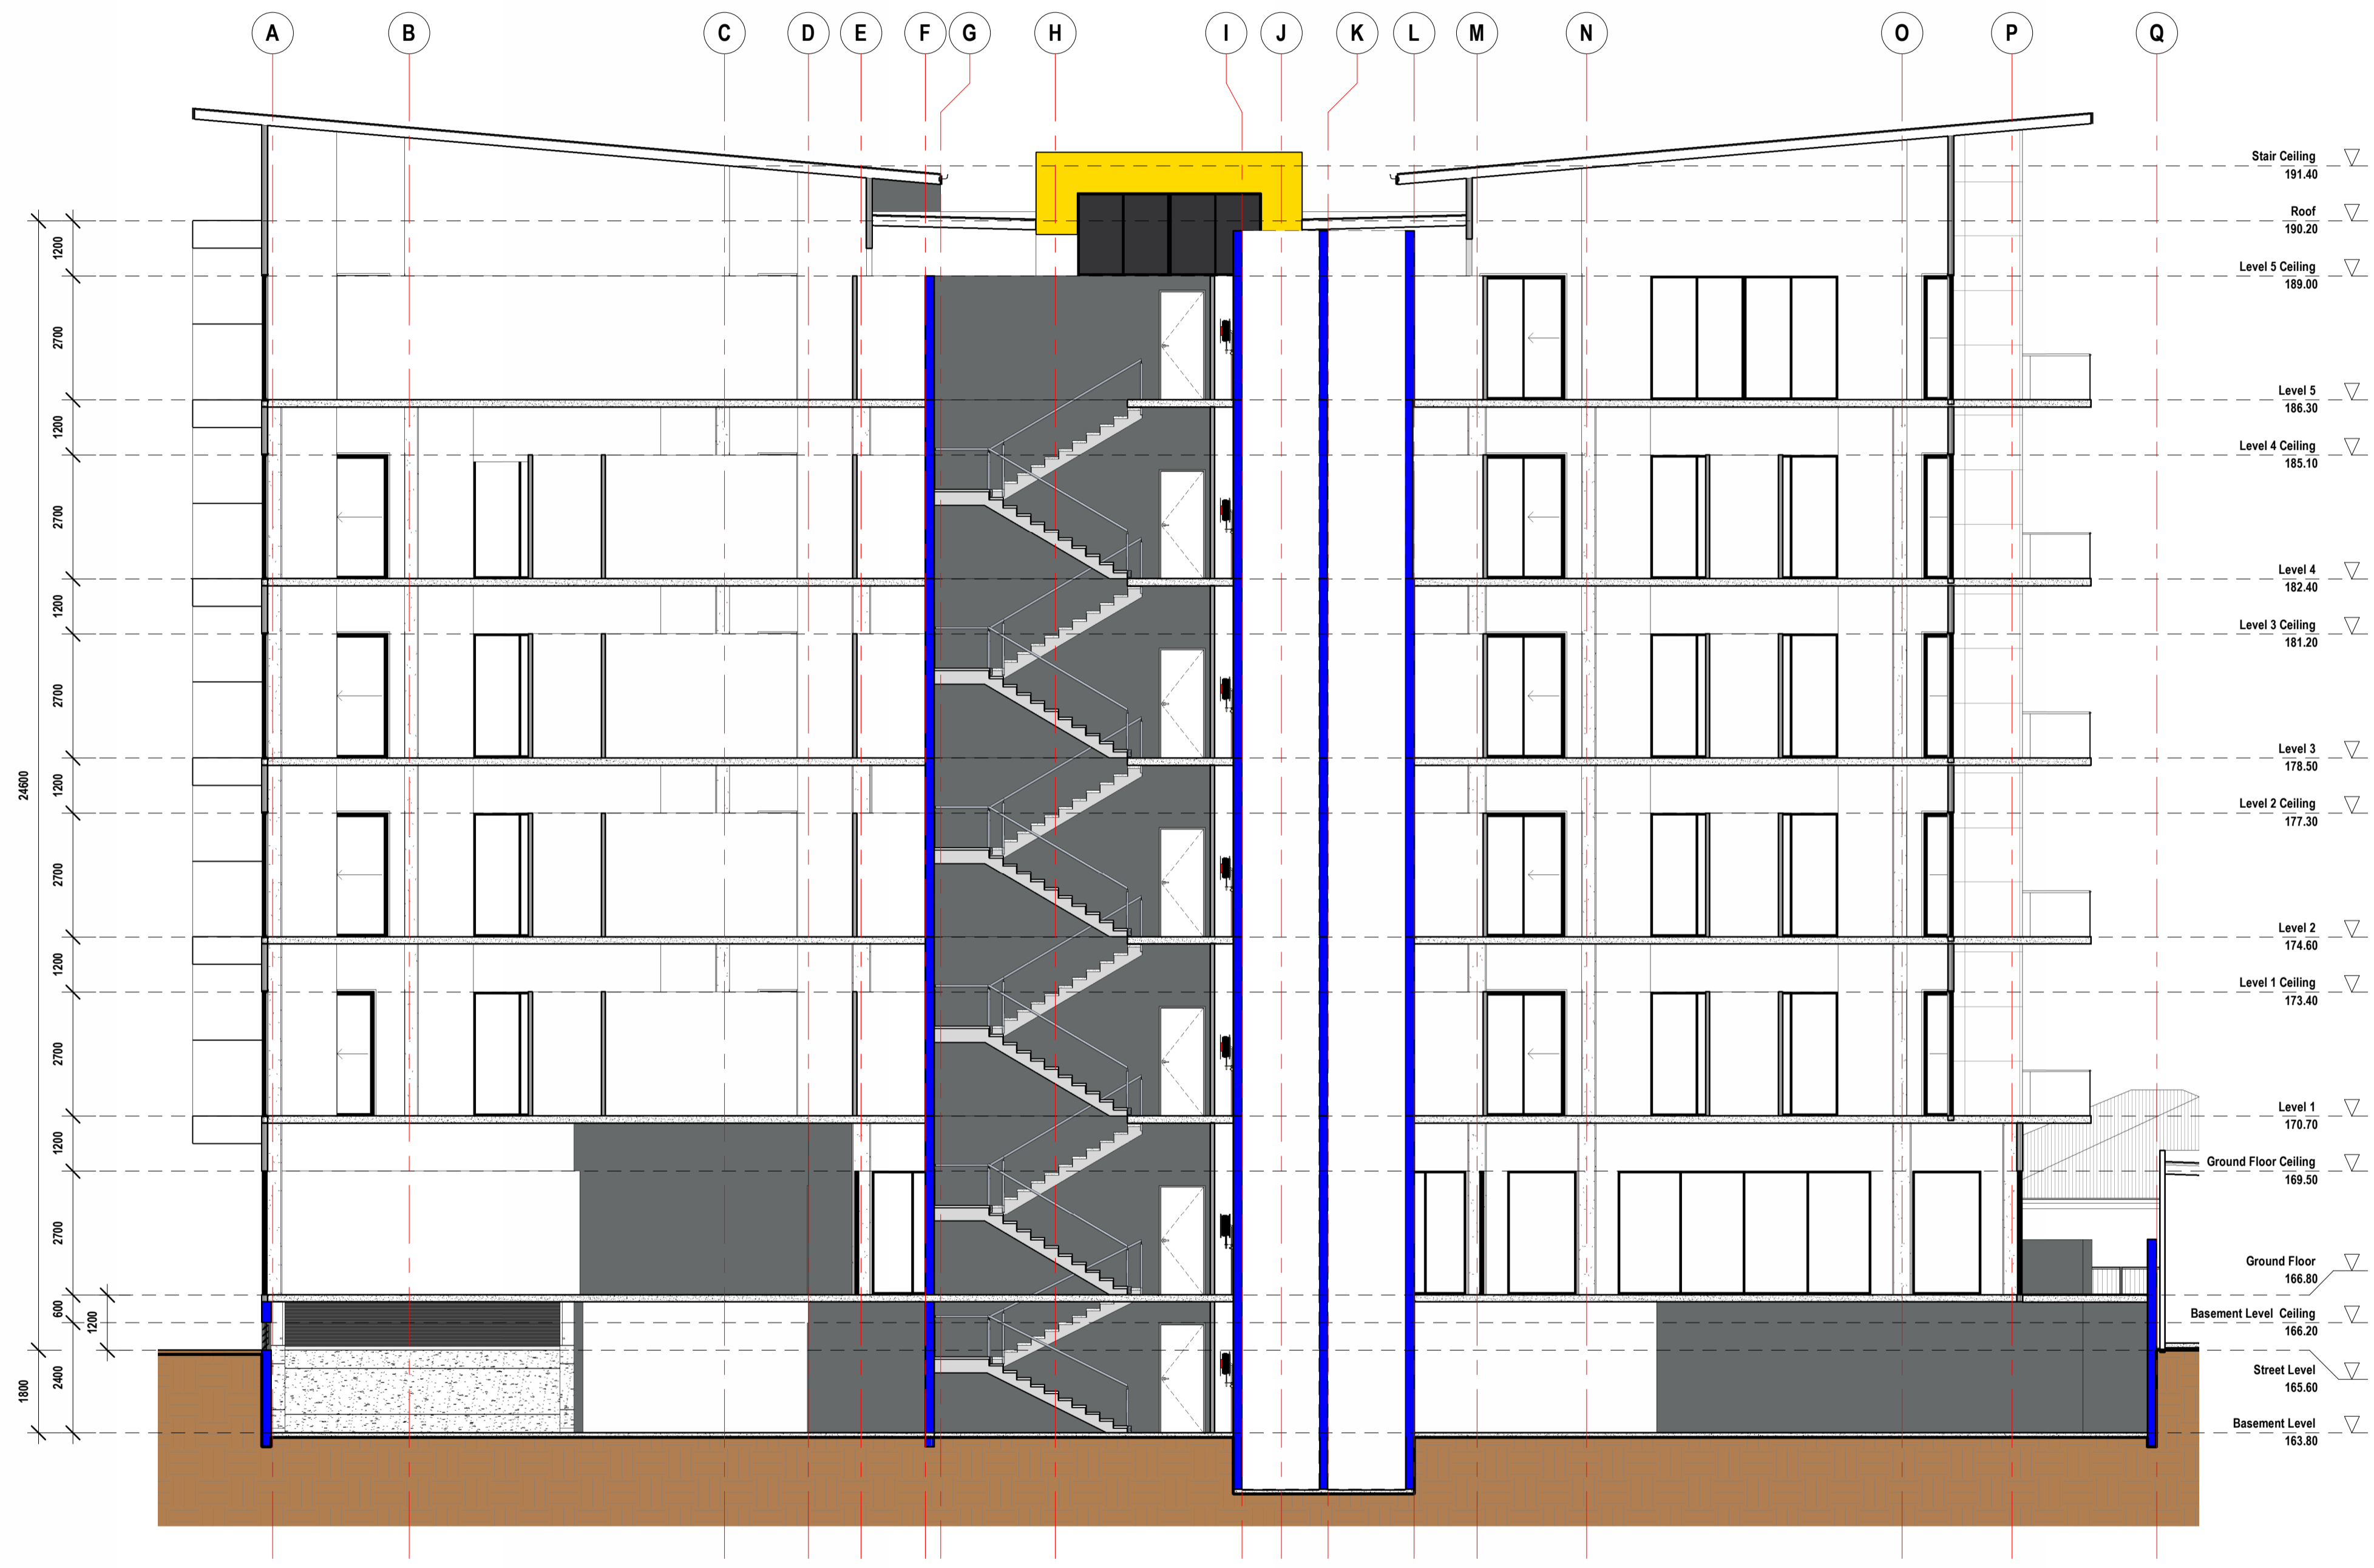 A B C D E F G H I J K L M N O P Q
Stair Ceiling
191.40
Roof
190.20
1200
Level 5 Ceiling
189.00
2700
Level 5
186.30
1200
Level 4 Ceiling
185.10
2700
Level 4
182.40
1200
Level 3 Ceiling
181.20
2700
Level 3
178.50
24600
1200
Level 2 Ceiling
177.30
2700
Level 2
174.60
1200
Level 1 Ceiling
173.40
2700
Level 1
170.70
1200
Ground Floor Ceiling
169.50
2700
Ground Floor
166.80
600
1200
Basement Level Ceiling
166.20
1800
2400
Street Level
165.60
Basement Level
163.80